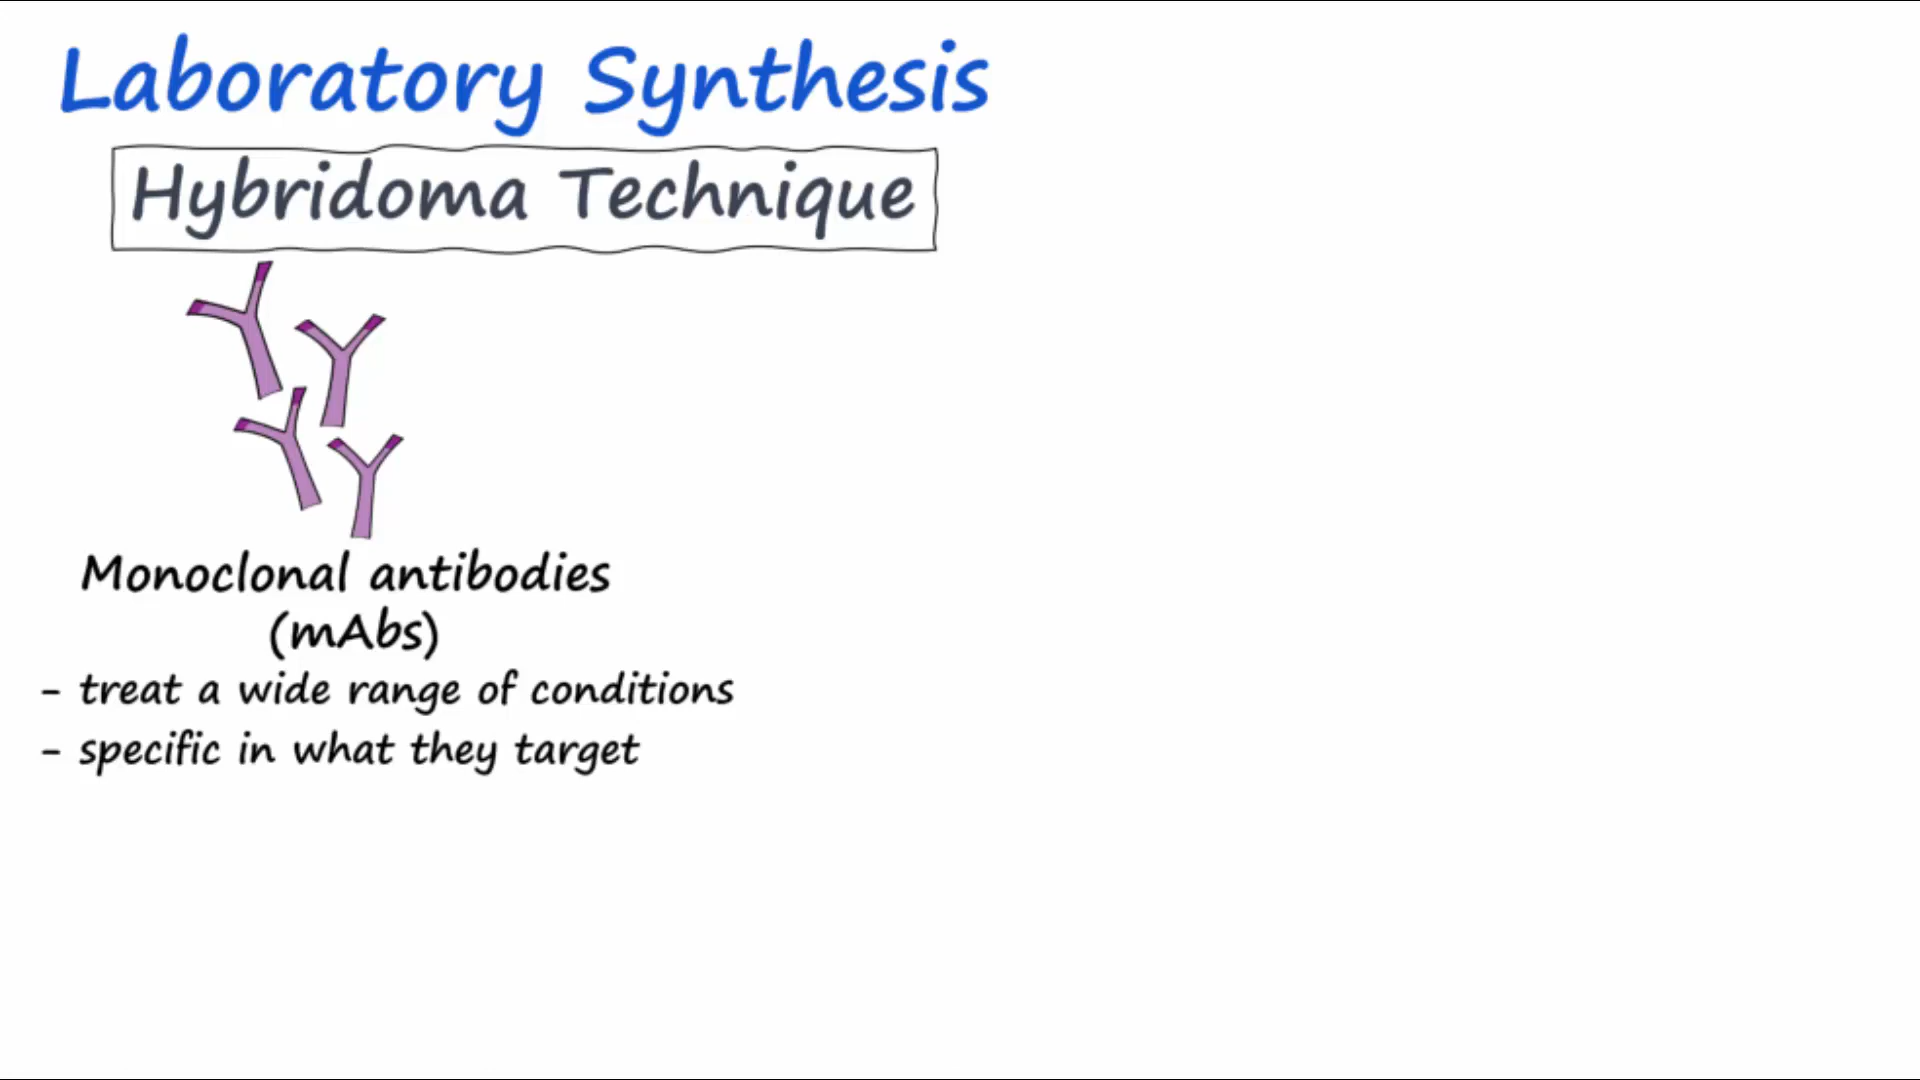 Laboratory Synthesis
Hybridoma Technique
Monoclonal antibodies
(mAbs)
- treat a wide range of conditions
- specific in what they target